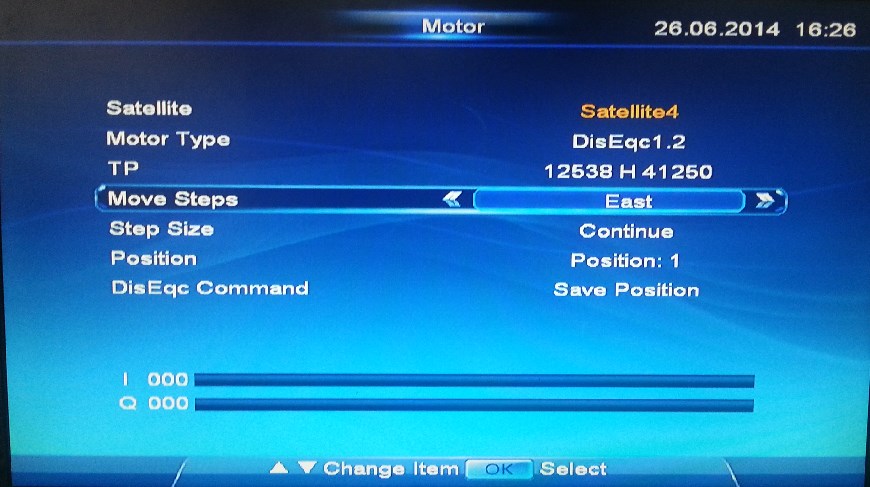 Motor 26.06.2014 16:26
Satellite Satellite4
Motor Type DisEqc1.2
TP 12538 H 41250
Move Steps East
Step Size Continue
Position Position: 1
DisEqc Command Save Position
I 000
Q 000
Change Item OK Select